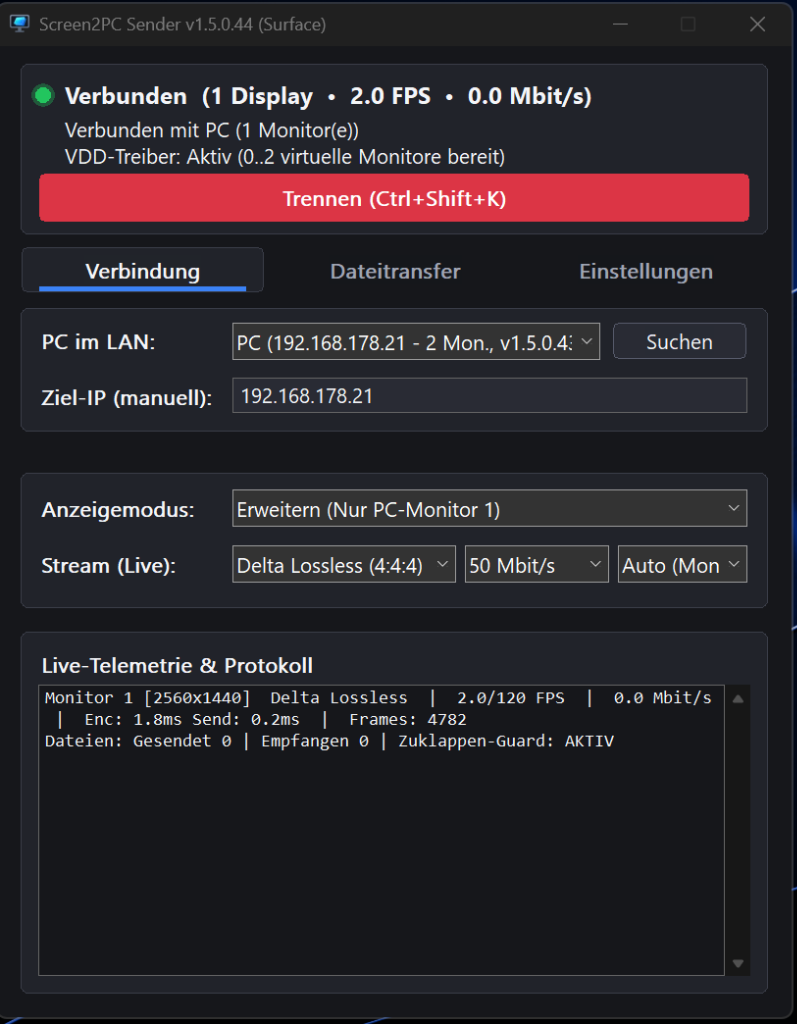 Screen2PC Sender v1.5.0.44 (Surface)
Verbunden (1 Display • 2.0 FPS • 0.0 Mbit/s)
Verbunden mit PC (1 Monitor(e))
VDD-Treiber: Aktiv (0..2 virtuelle Monitore bereit)
Trennen (Ctrl+Shift+K)
Verbindung Dateitransfer Einstellungen
PC im LAN: PC (192.168.178.21 - 2 Mon., v1.5.0.43 Suchen
Ziel-IP (manuell): 192.168.178.21
Anzeigemodus: Erweitern (Nur PC-Monitor 1)
Stream (Live): Delta Lossless (4:4:4) 50 Mbit/s Auto (Mon
Live-Telemetrie & Protokoll
Monitor 1 [2560x1440] Delta Lossless | 2.0/120 FPS | 0.0 Mbit/s
| Enc: 1.8ms Send: 0.2ms | Frames: 4782
Dateien: Gesendet 0 | Empfangen 0 | Zuklappen-Guard: AKTIV